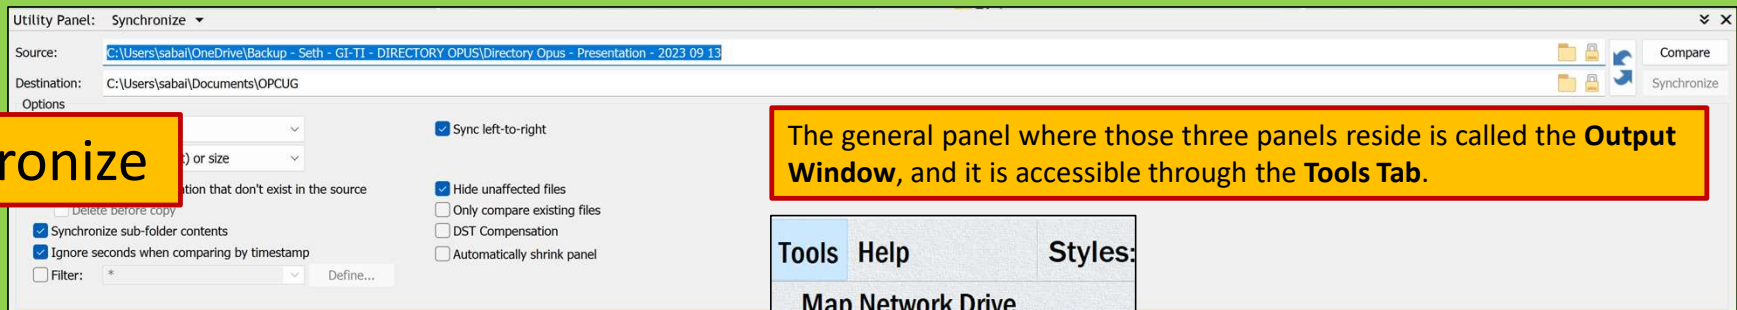 Utility Panel: Synchronize
Source: C:\Users\sabai\OneDrive\Backup - Seth - GI-TI - DIRECTORY OPUS\Directory Opus - Presentation - 2023 09 13 Compare
Destination: C:\Users\sabai\Documents\OPCUG Synchronize
Options
ronize
) or size
tion that don't exist in the source
Delete before copy
Synchronize sub-folder contents
Ignore seconds when comparing by timestamp
Filter: * Define...
Sync left-to-right
Hide unaffected files
Only compare existing files
DST Compensation
Automatically shrink panel
The general panel where those three panels reside is called the Output
Window, and it is accessible through the Tools Tab.
Tools Help Styles:
Map Network Drive